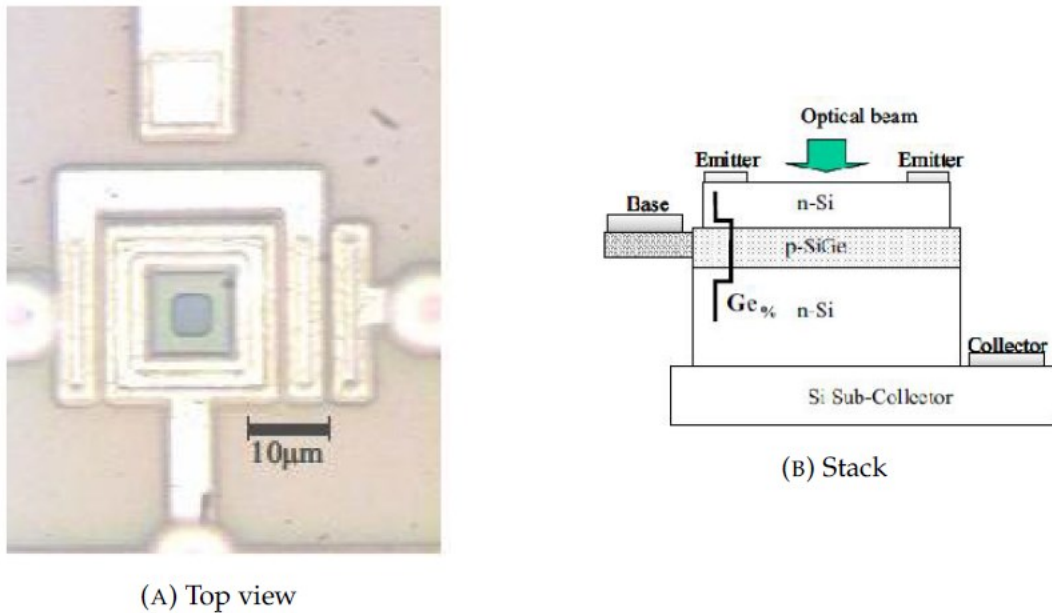 10μm
(A) Top view
Optical beam
Emitter
Emitter
n-Si
Base
p-SiGe
Ge%
n-Si
Collector
Si Sub-Collector
(B) Stack